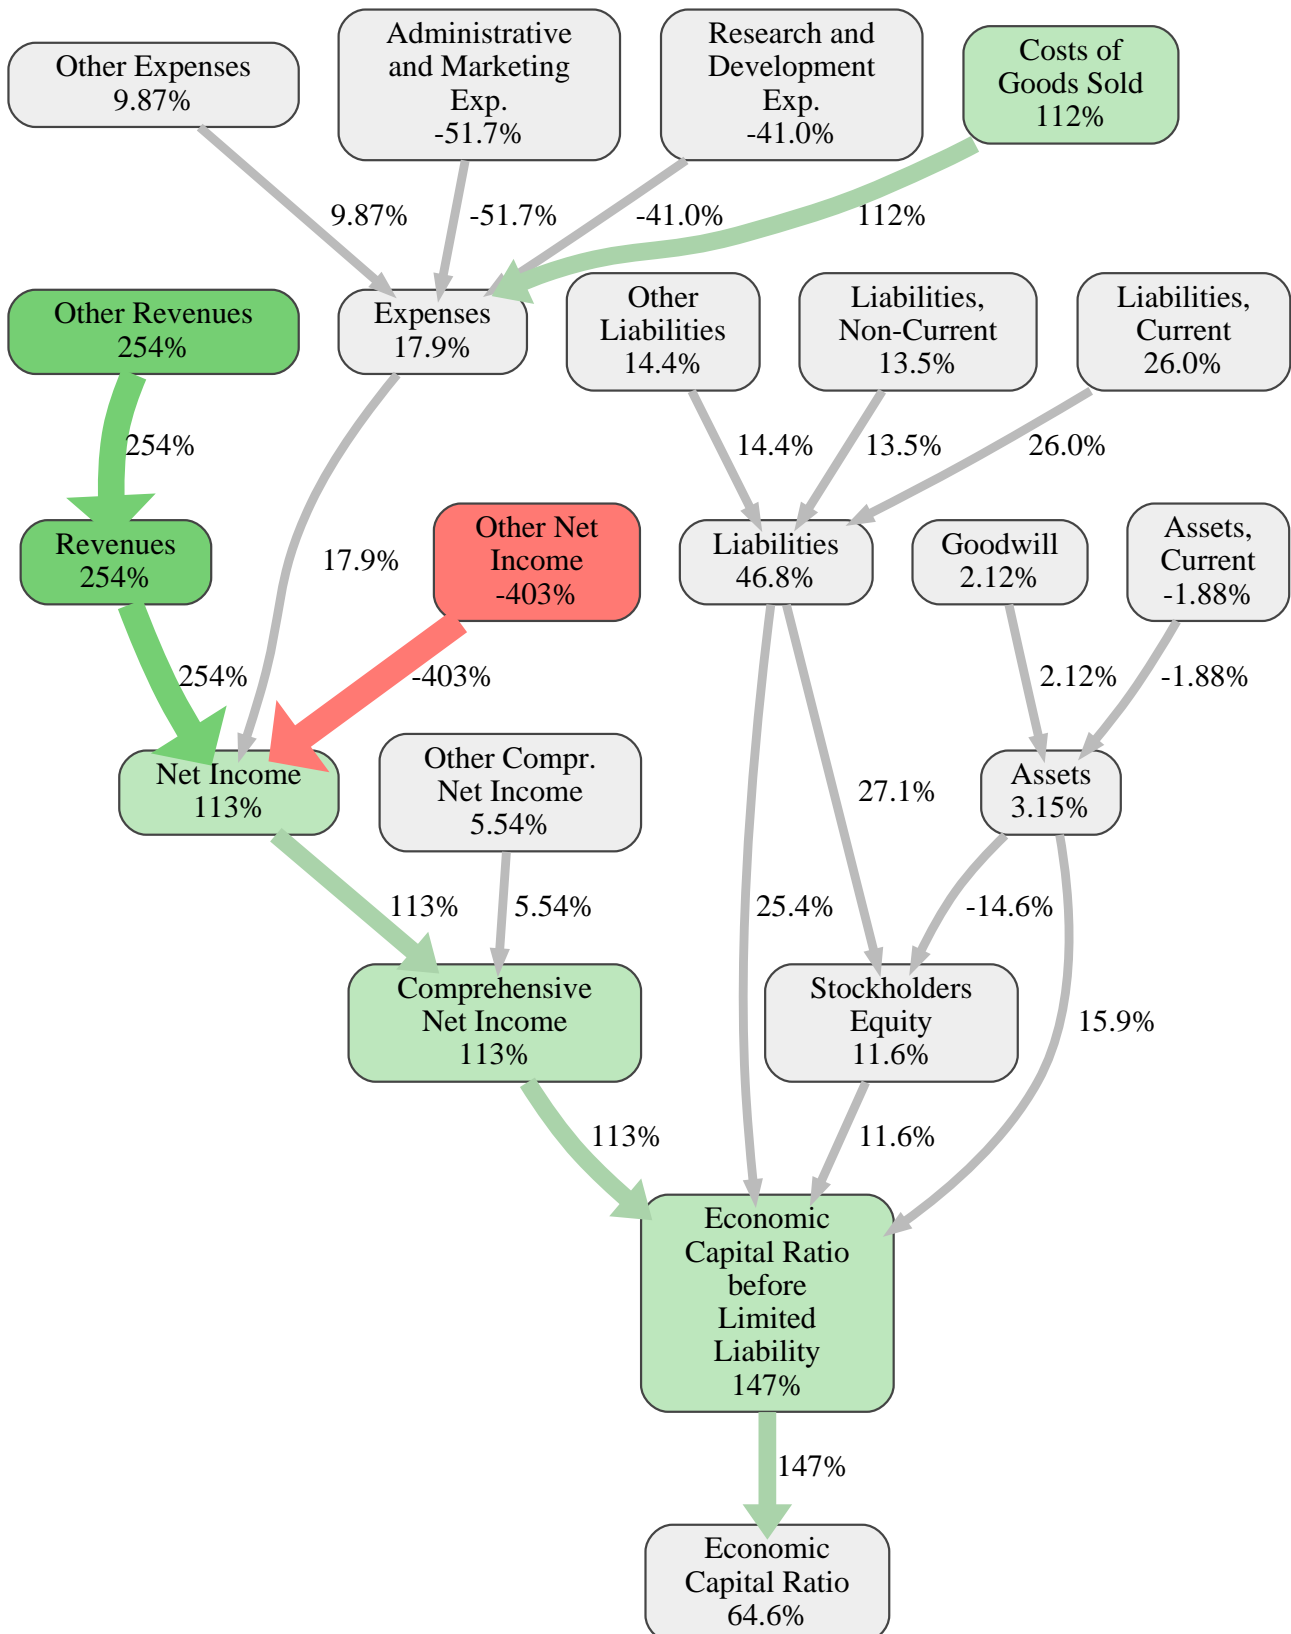 Other Expenses
9.87%
Administrative
and Marketing
Exp.
-51.7%
Research and
Development
Exp.
-41.0%
Costs of
Goods Sold
112%
9.87%
-51.7%
-41.0%
112%
Other Revenues
254%
Expenses
17.9%
Other
Liabilities
14.4%
Liabilities,
Non-Current
13.5%
Liabilities,
Current
26.0%
254%
14.4%
13.5%
26.0%
Revenues
254%
17.9%
Other Net
Income
-403%
Liabilities
46.8%
Goodwill
2.12%
Assets,
Current
-1.88%
254%
-403%
2.12%
-1.88%
Net Income
113%
Other Compr.
Net Income
5.54%
27.1%
Assets
3.15%
113%
5.54%
25.4%
-14.6%
Comprehensive
Net Income
113%
Stockholders
Equity
11.6%
15.9%
113%
11.6%
Economic
Capital Ratio
before
Limited
Liability
147%
147%
Economic
Capital Ratio
64.6%